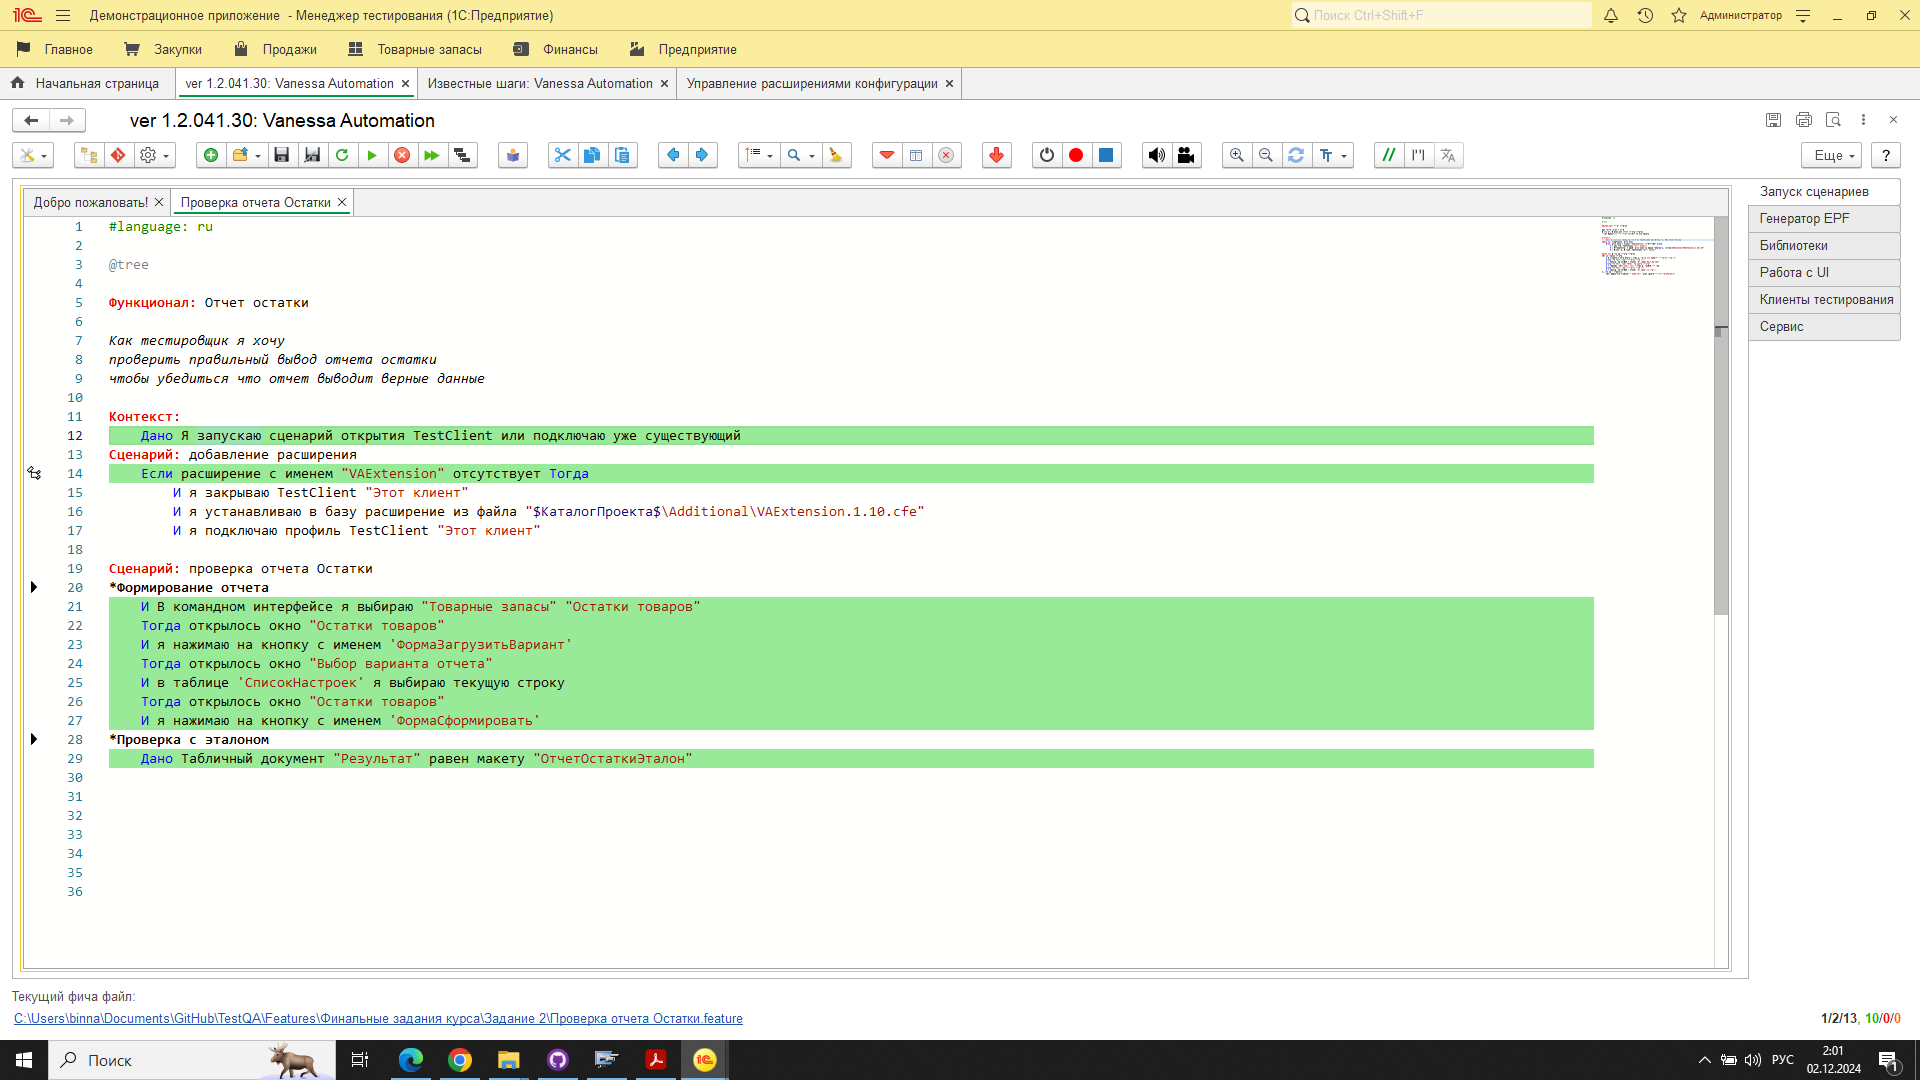 Демонстрационное приложение - Менеджер тестирования (1С:Предприятие)
Поиск Ctrl+Shift+F
Администратор
Главное
Закупки
Продажи
Товарные запасы
Финансы
Предприятие
Начальная страница
ver 1.2.041.30: Vanessa Automation
Известные шаги: Vanessa Automation
Управление расширениями конфигурации
ver 1.2.041.30: Vanessa Automation
Еще
?
Добро пожаловать!
Проверка отчета Остатки
Запуск сценариев
Генератор EPF
Библиотеки
Работа с UI
Клиенты тестирования
Сервис
1 #language: ru
2
3 @tree
4
5 Функционал: Отчет остатки
6
7 Как тестировщик я хочу
8 проверить правильный вывод отчета остатки
9 чтобы убедиться что отчет выводит верные данные
10
11 Контекст:
12 Дано Я запускаю сценарий открытия TestClient или подключаю уже существующий
13 Сценарий: добавление расширения
14 Если расширение с именем "VAExtension" отсутствует Тогда
15 И я закрываю TestClient "Этот клиент"
16 И я устанавливаю в базу расширение из файла "$КаталогПроекта$\Additional\VAExtension.1.10.cfe"
17 И я подключаю профиль TestClient "Этот клиент"
18
19 Сценарий: проверка отчета Остатки
20 *Формирование отчета
21 И В командном интерфейсе я выбираю "Товарные запасы" "Остатки товаров"
22 Тогда открылось окно "Остатки товаров"
23 И я нажимаю на кнопку с именем 'ФормаЗагрузитьВариант'
24 Тогда открылось окно "Выбор варианта отчета"
25 И в таблице 'СписокНастроек' я выбираю текущую строку
26 Тогда открылось окно "Остатки товаров"
27 И я нажимаю на кнопку с именем 'ФормаСформировать'
28 *Проверка с эталоном
29 Дано Табличный документ "Результат" равен макету "ОтчетОстаткиЭталон"
30
31
32
33
34
35
36
Текущий фича файл:
C:\Users\binna\Documents\GitHub\TestQA\Features\Финальные задания курса\Задание 2\Проверка отчета Остатки.feature
1/2/13, 10/0/0
Поиск
РУС
2:01
02.12.2024
1